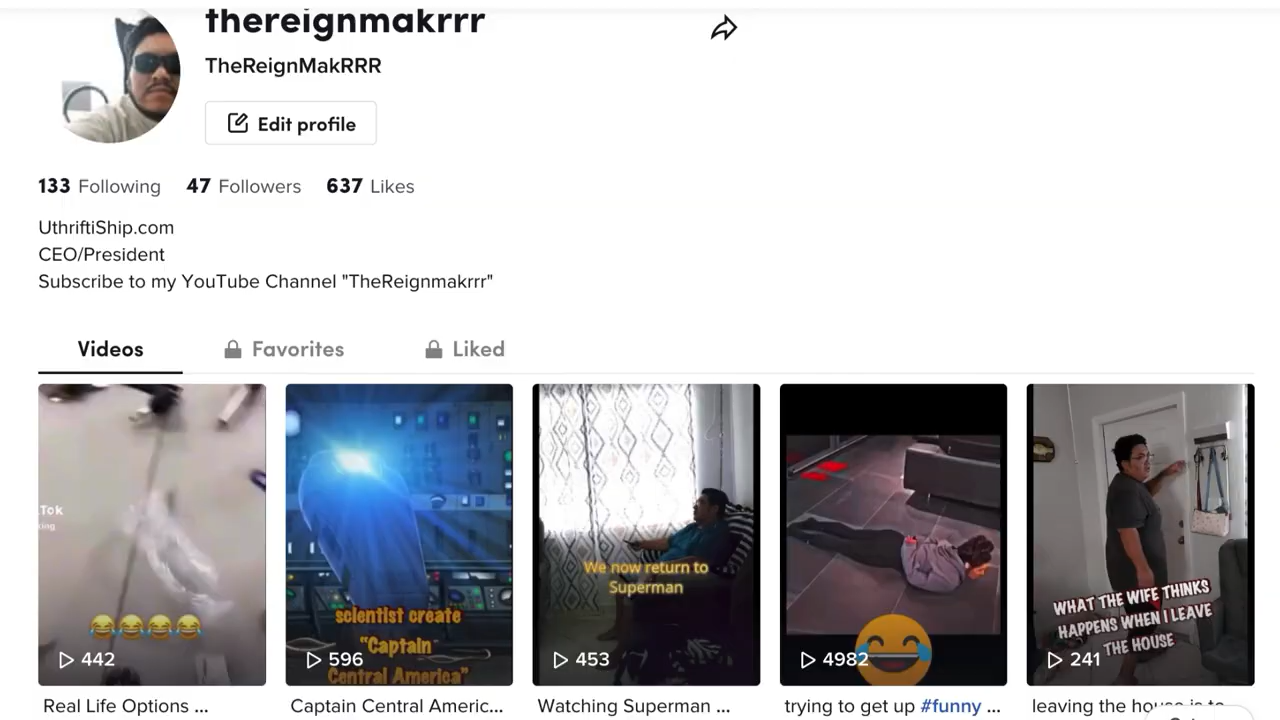 thereignmakrrr
TheReignMakRRR
Edit profile
133 Following 47 Followers 637 Likes
UthriftiShip.com
CEO/President
Subscribe to my YouTube Channel "TheReignmakrrr"
Videos Favorites Liked
Tok
king
442
Real Life Options ...
scientist create
"Captain
Central America"
596
Captain Central Americ...
We now return to
Superman
453
Watching Superman ...
4982
trying to get up #funny ...
WHAT THE WIFE THINKS
HAPPENS WHEN I LEAVE
THE HOUSE
241
leaving the house is to